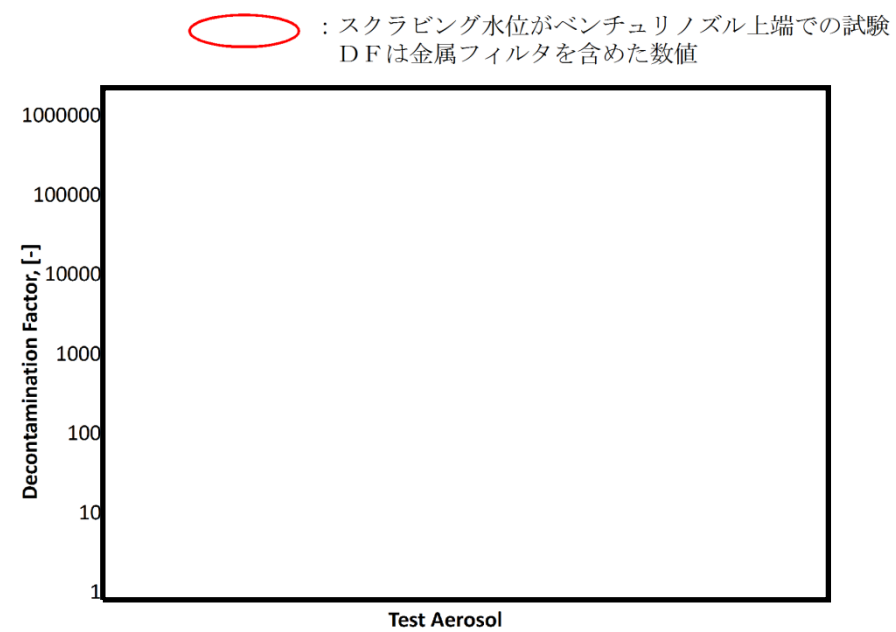 ：スクラビング水位がベンチュリノズル上端での試験
ＤＦは金属フィルタを含めた数値
1000000
100000
10000
1000
100
10
1
Decontamination Factor, [-]
Test Aerosol